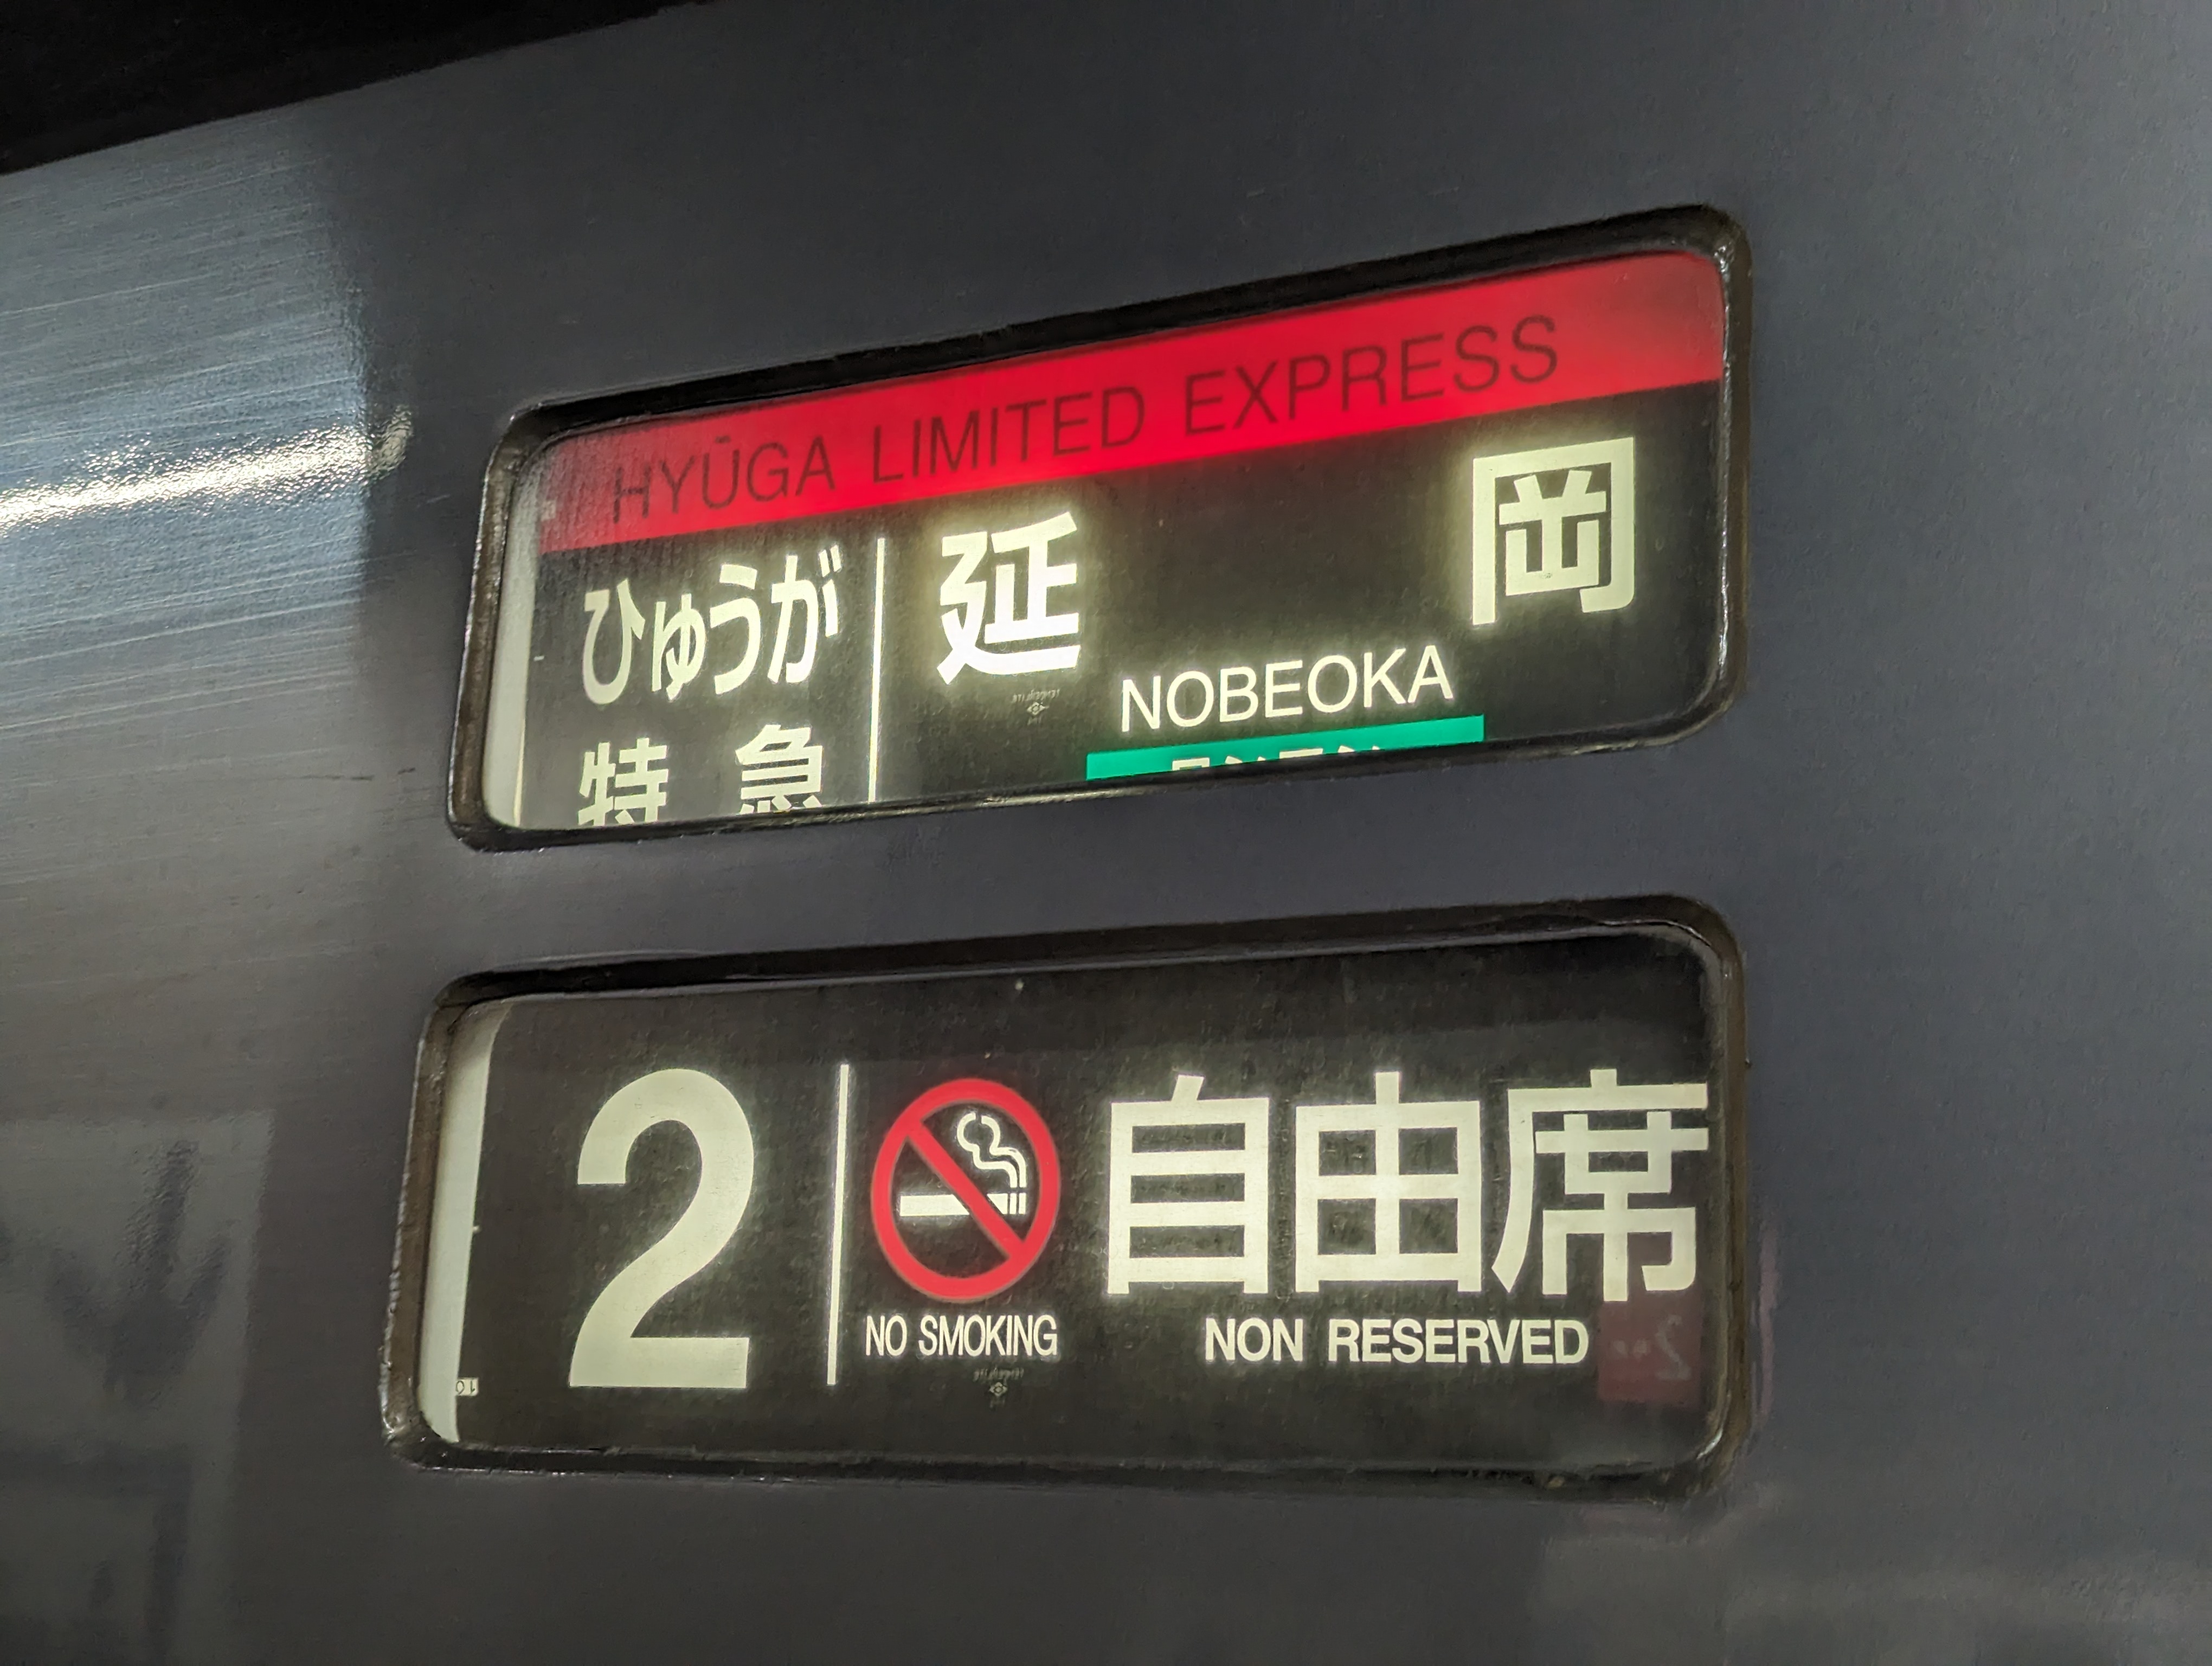 HYŪGA LIMITED EXPRESS
ひゅうが
特急
延岡
NOBEOKA
2
NO SMOKING
自由席
NON RESERVED